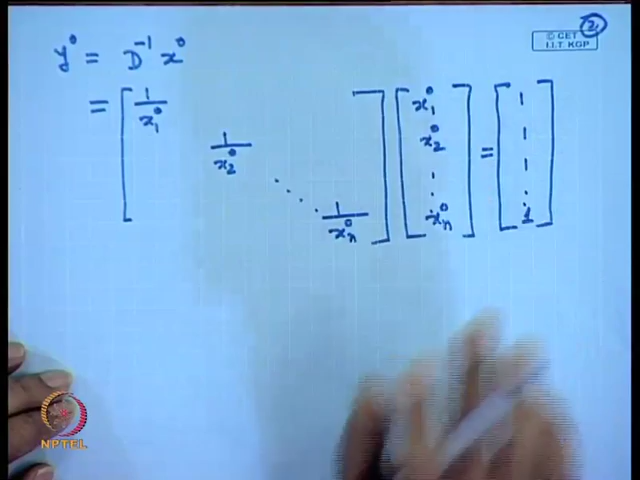 ②
© CET
I.I.T. KGP
y⁰ = D⁻¹ x⁰
= [ 1/x₁⁰ 1/x₂⁰ ⋱ 1/xₙ⁰ ] [ x₁⁰ x₂⁰ ⋮ xₙ⁰ ] = [ 1 1 1 ⋮ 1 ]
NPTEL